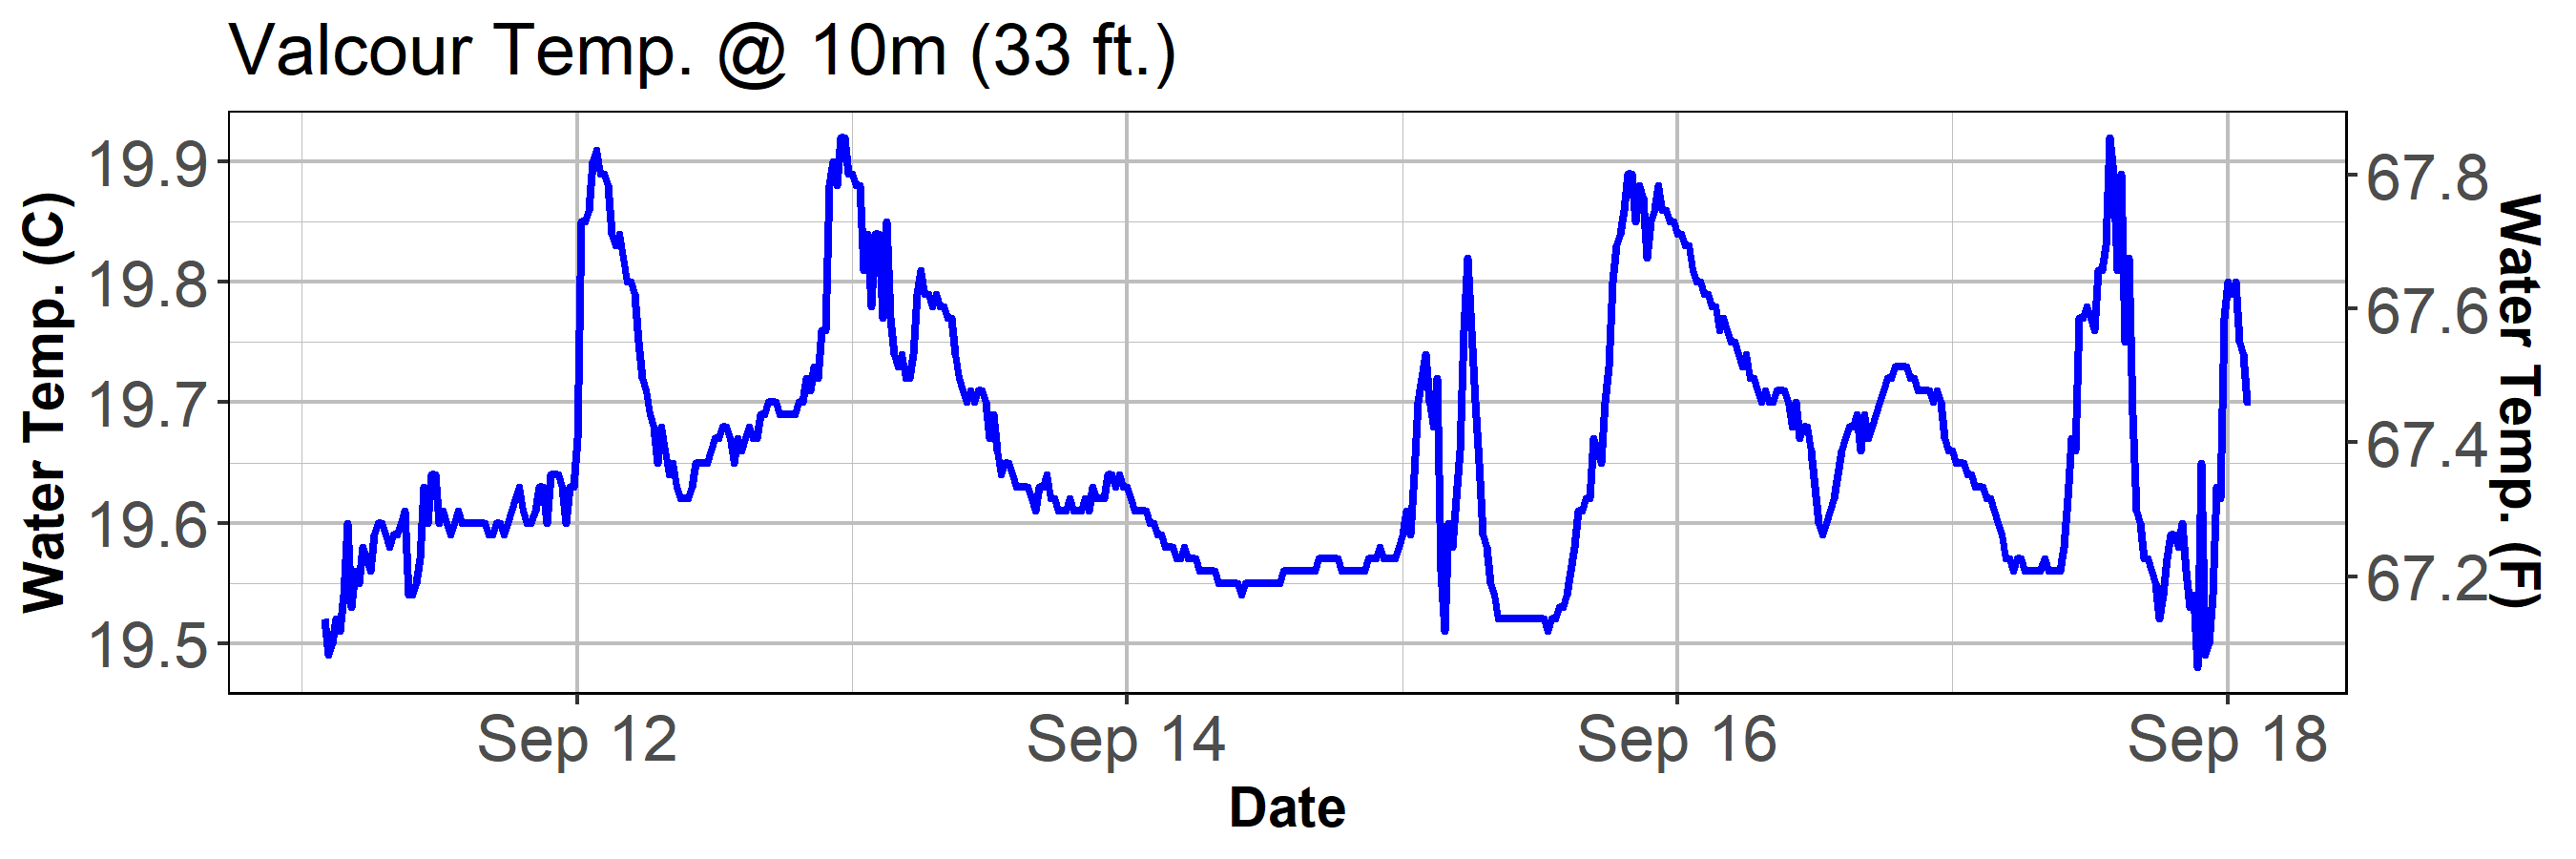 Valcour Temp. @ 10m (33 ft.)
Water Temp. (C)
19.9
19.8
19.7
19.6
19.5
67.8
67.6
67.4
67.2
Water Temp. (F)
Sep 12
Sep 14
Sep 16
Sep 18
Date